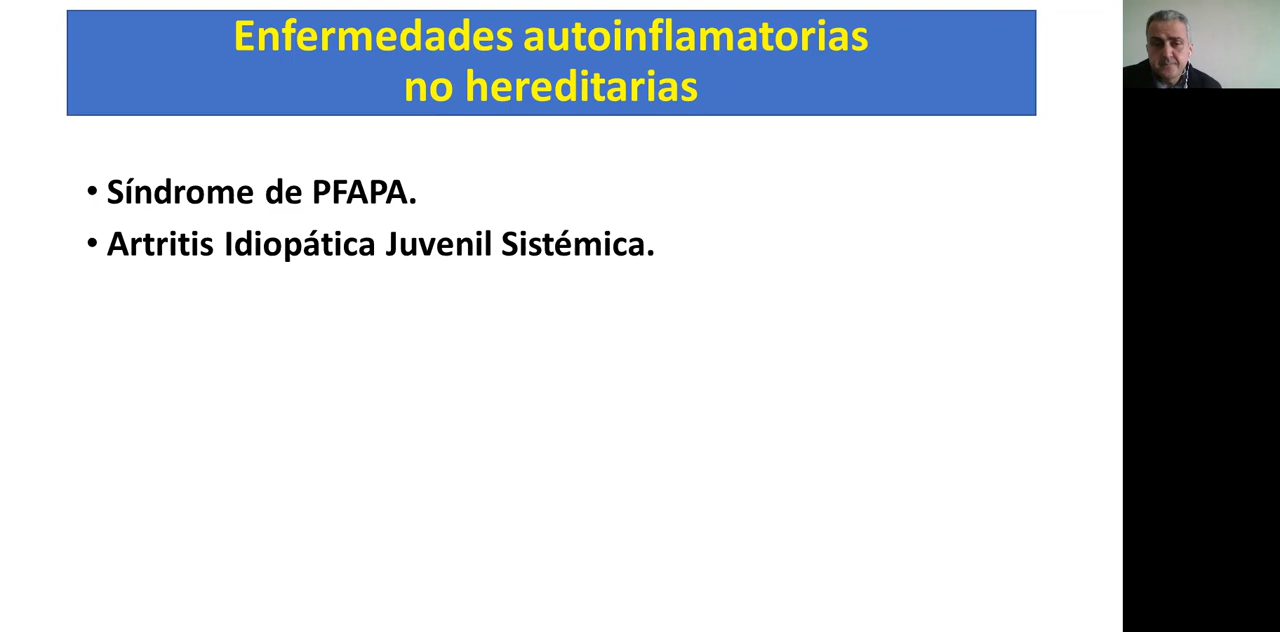 Enfermedades autoinflamatorias
no hereditarias
• Síndrome de PFAPA.
• Artritis Idiopática Juvenil Sistémica.